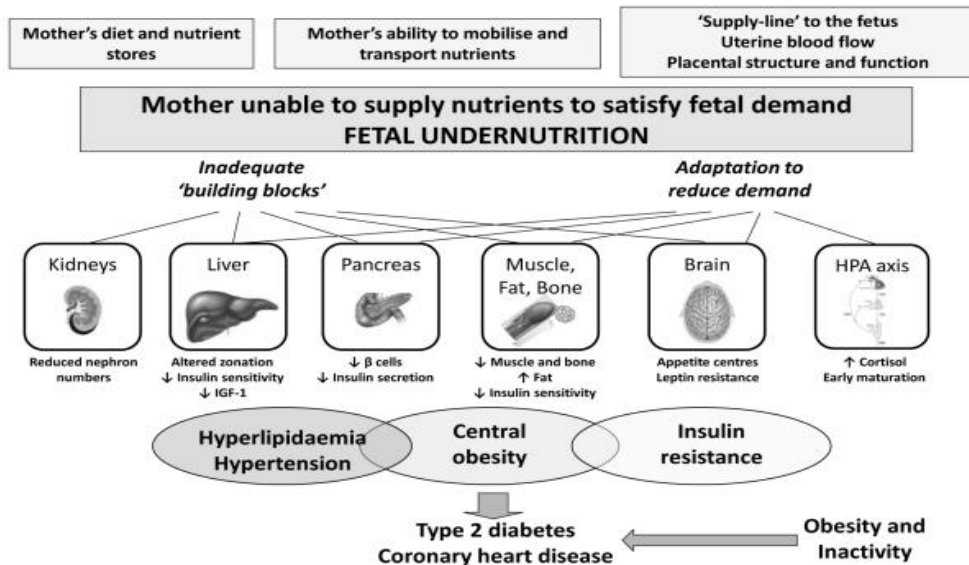 Mother's diet and nutrient
stores
Mother's ability to mobilise and
transport nutrients
'Supply-line' to the fetus
Uterine blood flow
Placental structure and function
Mother unable to supply nutrients to satisfy fetal demand
FETAL UNDERNUTRITION
Inadequate
'building blocks'
Adaptation to
reduce demand
Kidneys
Reduced nephron
numbers
Liver
Altered zonation
↓ Insulin sensitivity
↓ IGF-1
Pancreas
↓ β cells
↓ Insulin secretion
Muscle,
Fat, Bone
↓ Muscle and bone
↑ Fat
↓ Insulin sensitivity
Brain
Appetite centres
Leptin resistance
HPA axis
↑ Cortisol
Early maturation
Hyperlipidaemia
Hypertension
Central
obesity
Insulin
resistance
Type 2 diabetes
Coronary heart disease
Obesity and
Inactivity